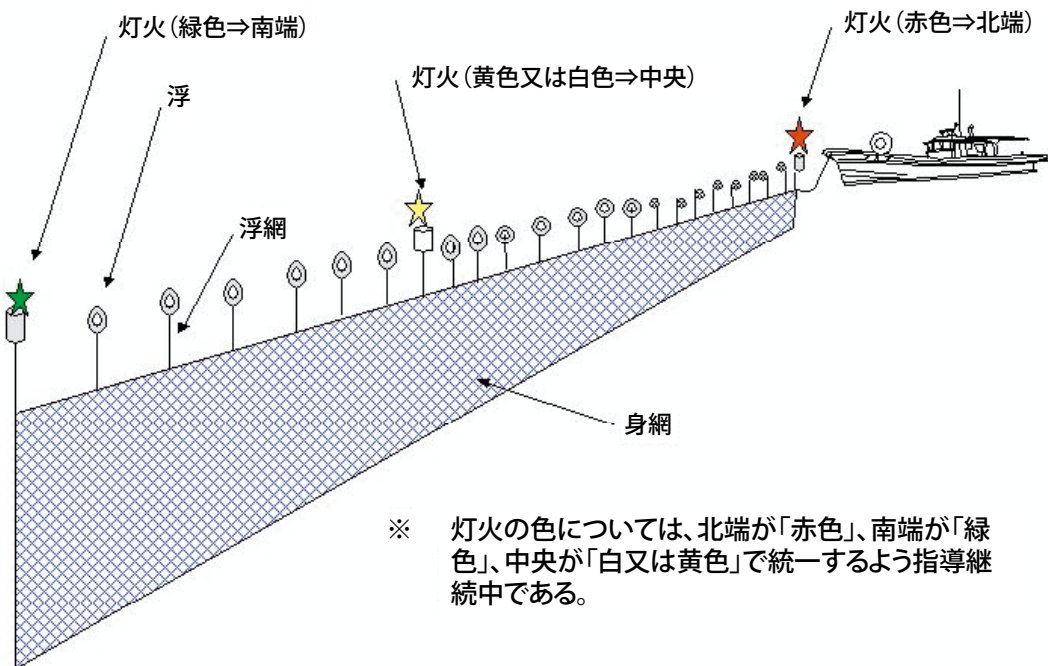 灯火(緑色⇒南端)
灯火(赤色⇒北端)
灯火(黄色又は白色⇒中央)
浮
浮網
身網
※ 灯火の色については、北端が「赤色」、南端が「緑
色」、中央が「白又は黄色」で統一するよう指導継
続中である。